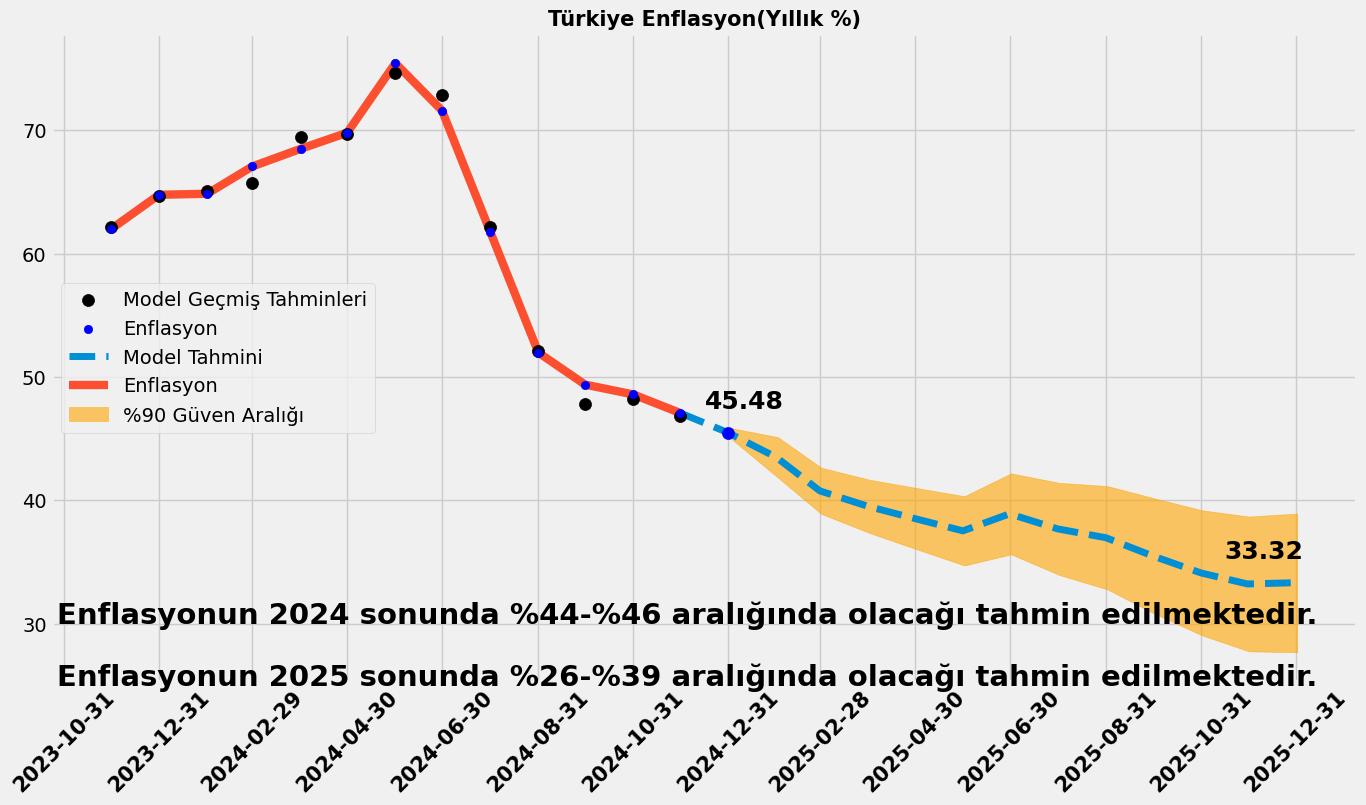 Türkiye Enflasyon(Yıllık %)
70
60
50
40
30
Model Geçmiş Tahminleri
Enflasyon
Model Tahmini
Enflasyon
%90 Güven Aralığı
45.48
33.32
Enflasyonun 2024 sonunda %44-%46 aralığında olacağı tahmin edilmektedir.
Enflasyonun 2025 sonunda %26-%39 aralığında olacağı tahmin edilmektedir.
2023-10-31
2023-12-31
2024-02-29
2024-04-30
2024-06-30
2024-08-31
2024-10-31
2024-12-31
2025-02-28
2025-04-30
2025-06-30
2025-08-31
2025-10-31
2025-12-31